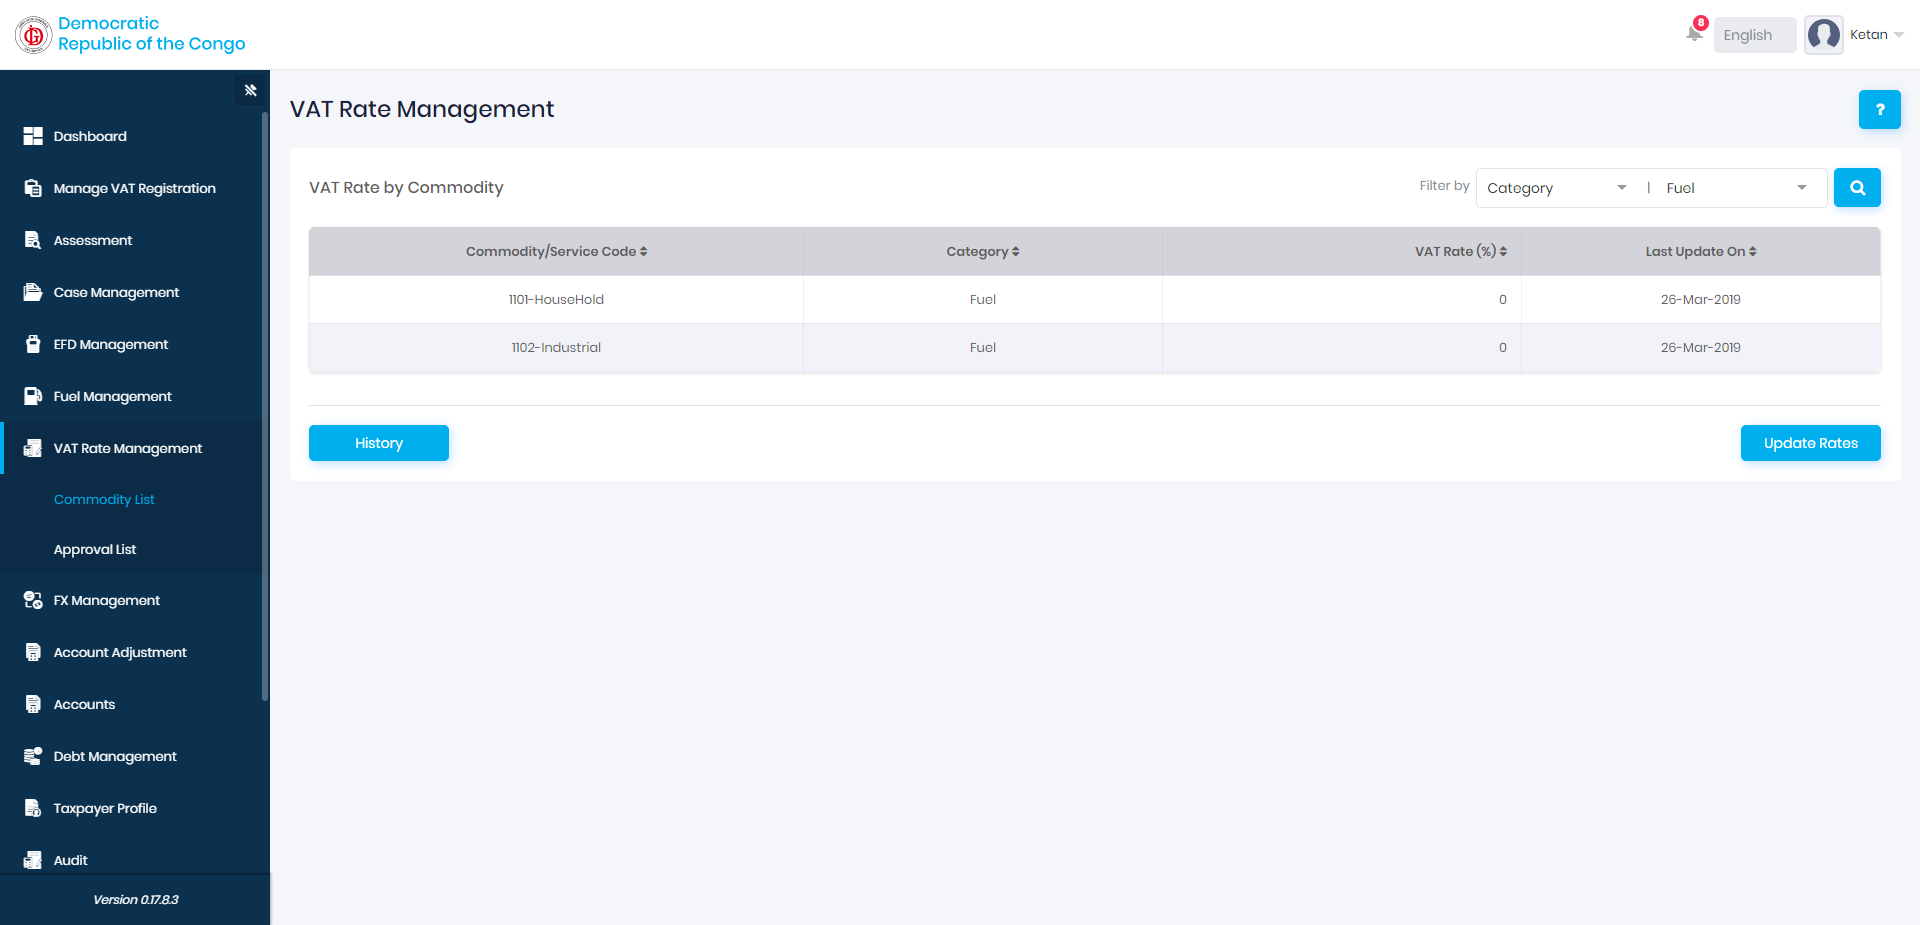 Democratic
Republic of the Congo
8
English
Ketan
Dashboard
Manage VAT Registration
Assessment
Case Management
EFD Management
Fuel Management
VAT Rate Management
Commodity List
Approval List
FX Management
Account Adjustment
Accounts
Debt Management
Taxpayer Profile
Audit
Version 0.17.8.3
VAT Rate Management
?
VAT Rate by Commodity
Filter by Category | Fuel
Commodity/Service Code Category VAT Rate (%) Last Update On
1101-HouseHold Fuel 0 26-Mar-2019
1102-Industrial Fuel 0 26-Mar-2019
History
Update Rates